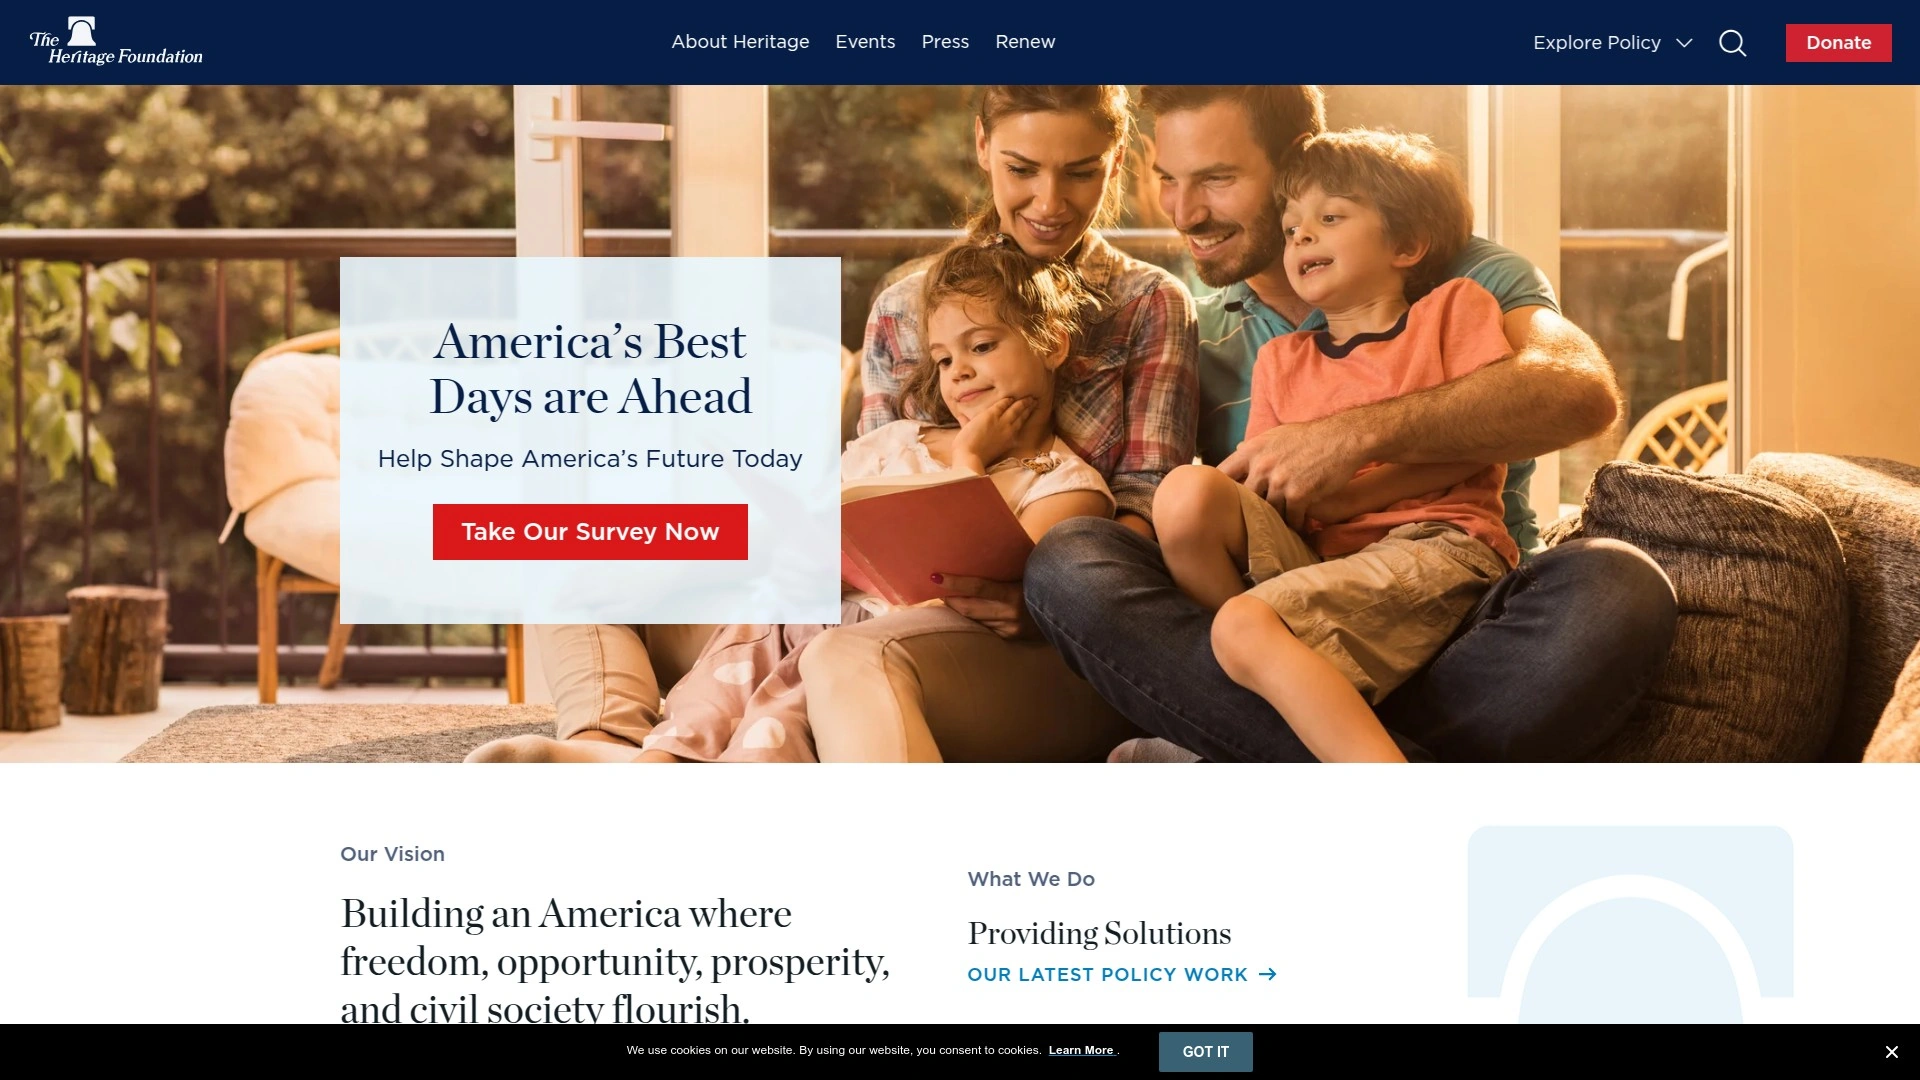 The
Heritage Foundation
About Heritage
Events
Press
Renew
Explore Policy
Donate
America’s Best
Days are Ahead
Help Shape America’s Future Today
Take Our Survey Now
Our Vision
Building an America where
freedom, opportunity, prosperity,
and civil society flourish.
What We Do
Providing Solutions
OUR LATEST POLICY WORK
We use cookies on our website. By using our website, you consent to cookies. Learn More .
GOT IT